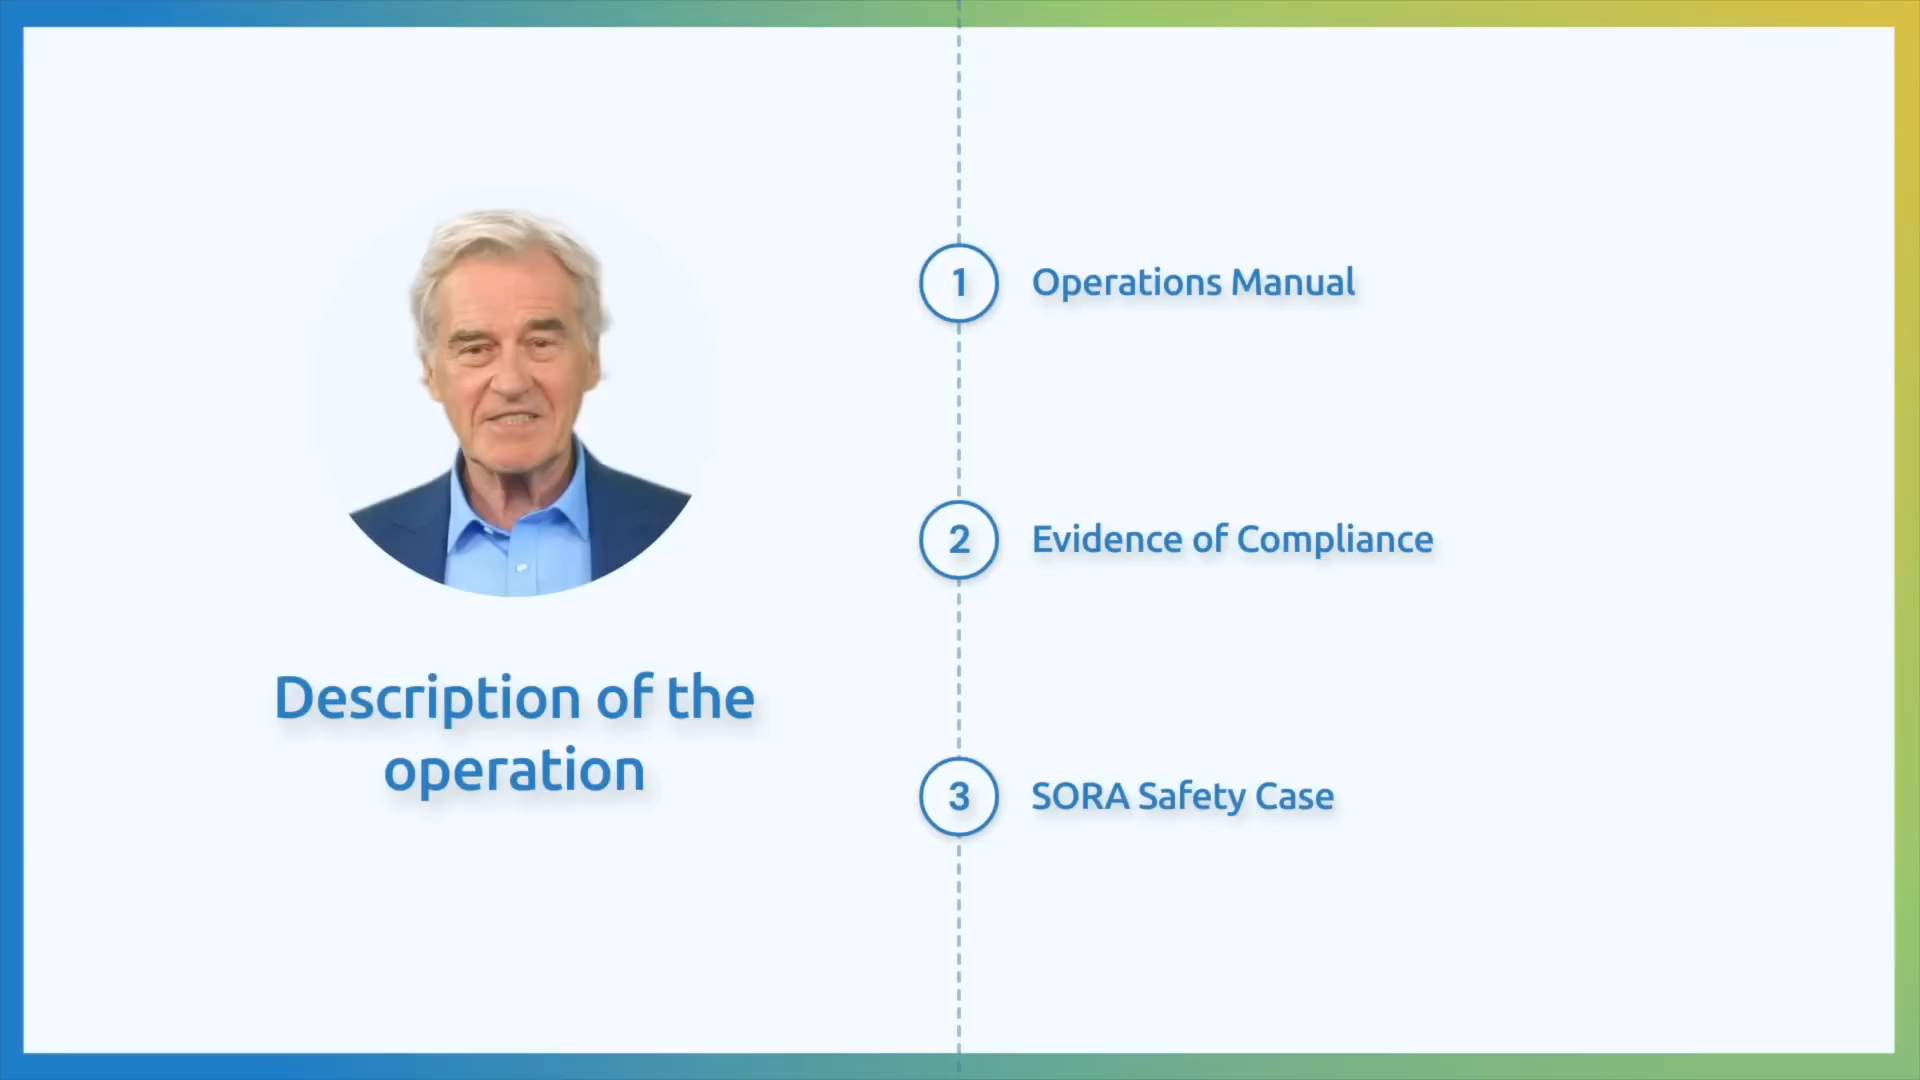 Description of the
operation
1 Operations Manual
2 Evidence of Compliance
3 SORA Safety Case